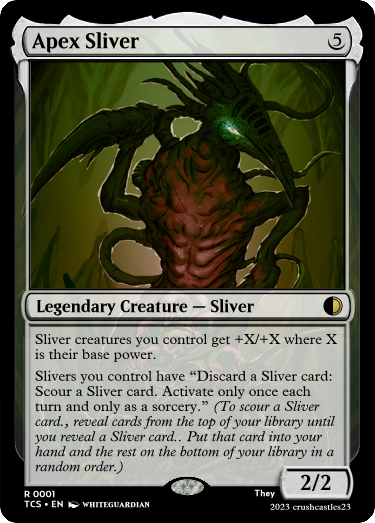 Apex Sliver 5
Legendary Creature — Sliver
Sliver creatures you control get +X/+X where X
is their base power.
Slivers you control have “Discard a Sliver card:
Scour a Sliver card. Activate only once each
turn and only as a sorcery.” (To scour a Sliver
card., reveal cards from the top of your library until
you reveal a Sliver card.. Put that card into your
hand and the rest on the bottom of your library in a
random order.)
2/2
R 0001
TCS • EN WHITEGUARDIAN
They
2023 crushcastles23